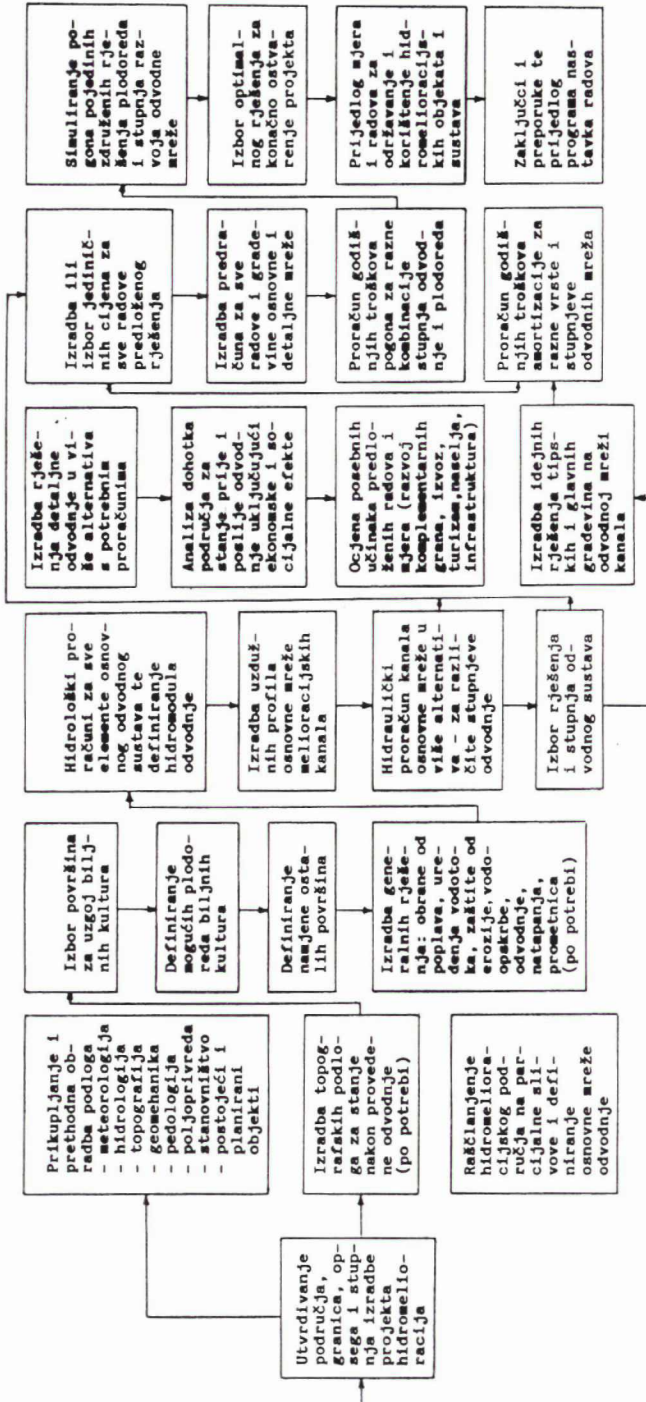 Utvrđivanje
područja,
granica, op-
sega i stup-
nja izradbe
projekta
hidromelio-
racija
Prikupljanje i
prethodna ob-
radba podloga
- meteorologija
- hidrologija
- topografija
- geomehanika
- pedologija
- poljoprivreda
- stanovništvo
- postojeći i
planirani
objekti
Izradba topog-
rafskih podlo-
ga za stanje
nakon provede-
ne odvodnje
(po potrebi)
Raščlanjenje
hidromeliora-
cijskog pod-
ručja na par-
cijalne sli-
vove i defi-
niranje
osnovne mreže
odvodnje
Izbor površina
za uzgoj bilj-
nih kultura
Definiranje
mogućih plodo-
reda biljnih
kultura
Definiranje
namjene osta-
lih površina
Izradba gene-
ralnih rješe-
nja: obrane od
poplava, ure-
đenja vodoto-
ka, zaštite od
erozije, vodo-
opskrbe,
odvodnje,
natapanja,
prometnica
(po potrebi)
Hidrološki pro-
računi za sve
elemente osnov-
nog odvodnog
sustava te
definiranje
hidromodula
odvodnje
Izradba uzduž-
nih profila
osnovne mreže
melioracijskih
kanala
Hidraulički
proračun kanala
osnovne mreže u
više alternati-
va - za razli-
čite stupnjeve
odvodnje
Izbor rješenja
i stupnja od-
vodnog sustava
Izradba rješe-
nja detaljne
odvodnje u vi-
še alternativa
s potrebnim
proračunima
Analiza dohotka
područja za
stanje prije i
poslije odvod-
nje uključujući
ekonomske i so-
cijalne efekte
Ocjena posebnih
učinaka predlo-
ženih radova i
mjera (razvoj
komplementarnih
grana, izvoz,
turizam,naselja,
infrastruktura)
Izradba idejnih
rješenja tips-
kih i glavnih
građevina na
odvodnoj mreži
kanala
Izradba ili
izbor jedinič-
nih cijena za
sve radove
predloženog
rješenja
Izradba predra-
čuna za sve
radove i građe-
vine osnovne i
detaljne mreže
Proračun godiš-
njih troškova
pogona za razne
kombinacije
stupnja odvod-
nje i plodoreda
Proračun godiš-
njih troškova
amortizacije za
razne vrste i
stupnjeve
odvodnih mreža
Simuliranje po-
gona pojedinih
združenih rje-
šenja plodoreda
i stupnja raz-
voja odvodne
mreže
Izbor optimal-
nog rješenja za
konačno ostva-
renje projekta
Prijedlog mjera
i radova za
održavanje i
korištenje hid-
romelioracijs-
kih objekata i
sustava
Zaključci i
preporuke te
prijedlog
programa nas-
tavka radova